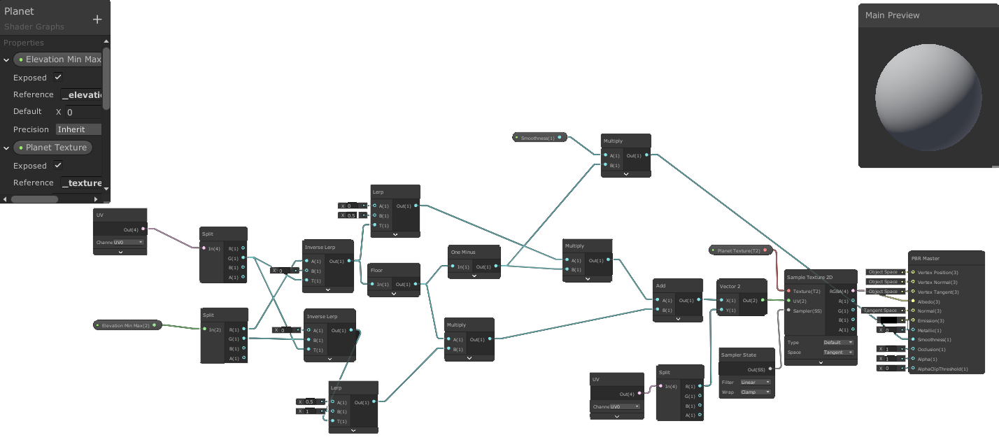 Planet
Shader Graphs
Properties
Elevation Min Max
Exposed
Reference _elevati
Default X 0
Precision Inherit
Planet Texture
Exposed
Reference _texture
Main Preview
UV
Out(4)
Channe UV0
Split
In(4) R(1)
G(1)
B(1)
A(1)
Elevation Min Max(2)
Split
In(2) R(1)
G(1)
B(1)
A(1)
Inverse Lerp
A(1) Out(1)
X 0 B(1)
T(1)
Inverse Lerp
X 0 A(1) Out(1)
B(1)
T(1)
Lerp
X 0 A(1) Out(1)
X 0.5 B(1)
T(1)
Floor
In(1) Out(1)
Lerp
X 0.5 A(1) Out(1)
X 1 B(1)
T(1)
One Minus
In(1) Out(1)
Multiply
A(1) Out(1)
B(1)
Smoothness(1)
Multiply
A(1) Out(1)
B(1)
Multiply
A(1) Out(1)
B(1)
Add
A(1) Out(1)
B(1)
UV
Out(4)
Channe UV0
Split
In(4) R(1)
G(1)
B(1)
A(1)
Vector 2
X(1) Out(2)
Y(1)
Planet Texture(T2)
Sampler State
Out(SS)
Filter Linear
Wrap Clamp
Sample Texture 2D
Texture(T2) RGBA(4)
UV(2) R(1)
Sampler(SS) G(1)
B(1)
A(1)
Type Default
Space Tangent
PBR Master
Object Space Vertex Position(3)
Object Space Vertex Normal(3)
Object Space Vertex Tangent(3)
Albedo(3)
Tangent Space Normal(3)
Emission(3)
X 0 Metallic(1)
Smoothness(1)
X 1 Occlusion(1)
X 1 Alpha(1)
X 0 AlphaClipThreshold(1)